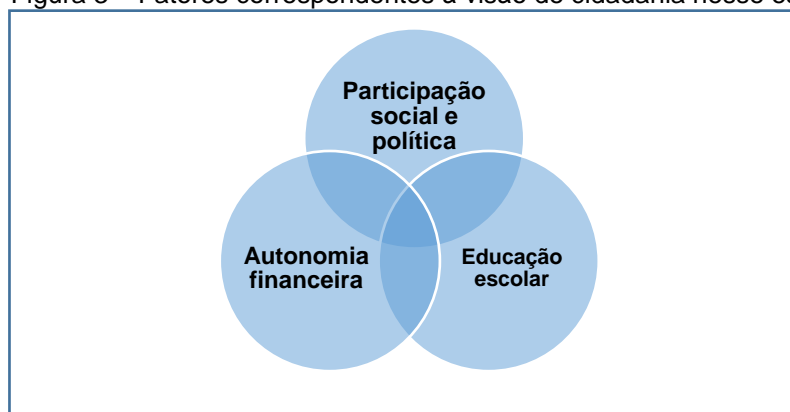 Participação
social e
política
Autonomia
financeira
Educação
escolar